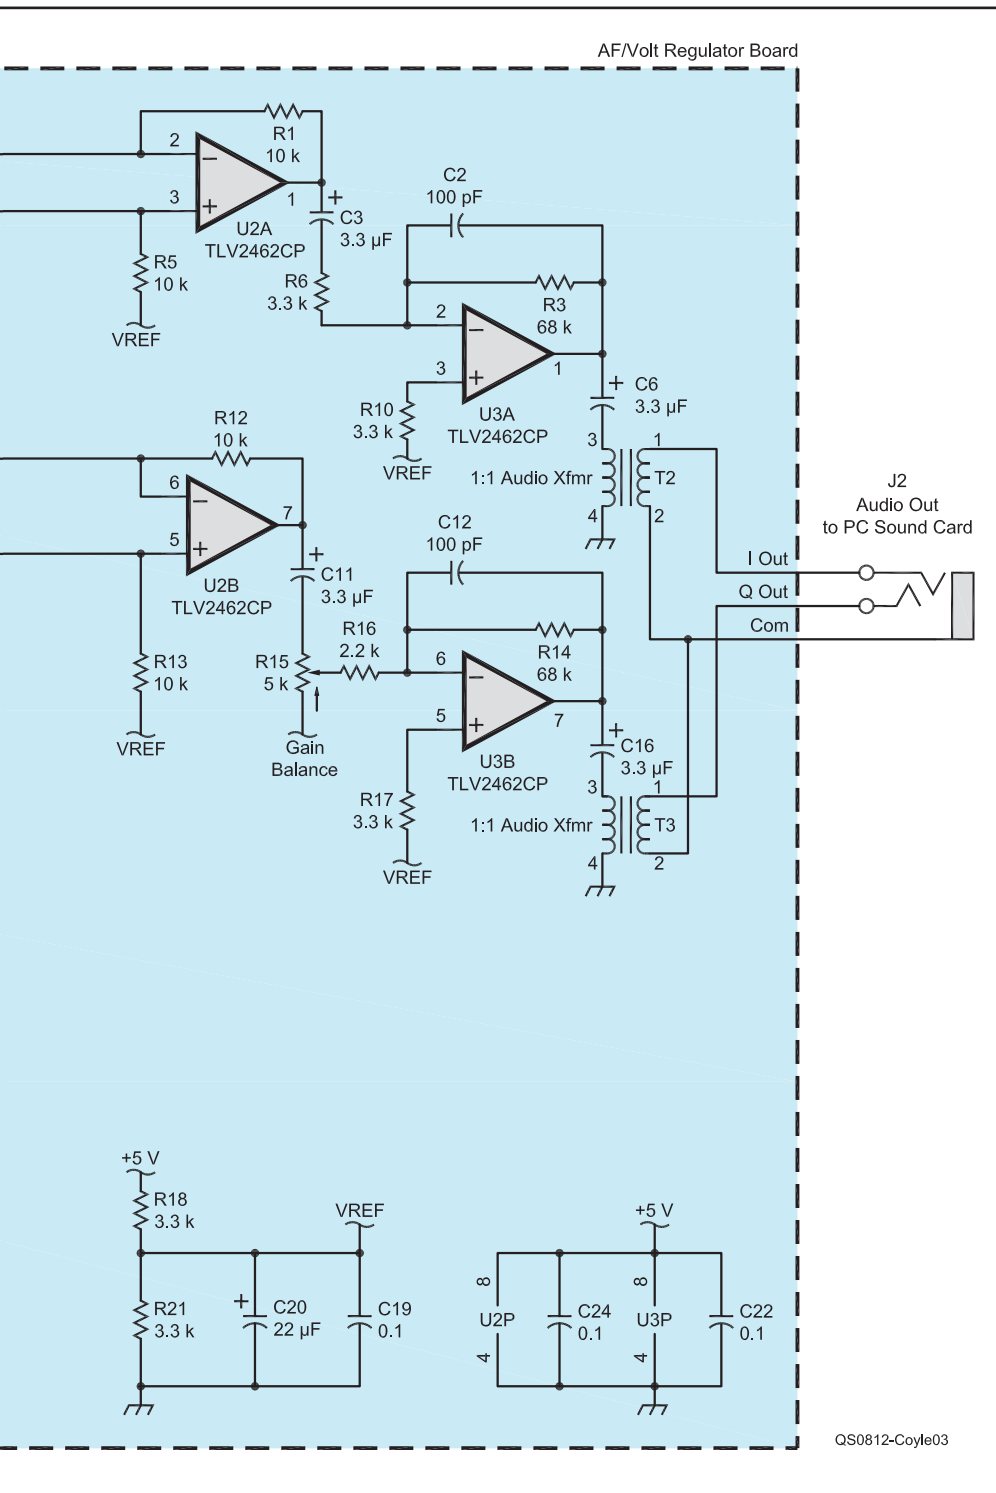 AF/Volt Regulator Board
R1
10 k
2
−
3
+
1
U2A
TLV2462CP
+
C3
3.3 µF
R5
10 k
VREF
R6
3.3 k
C2
100 pF
R3
68 k
2
−
3
+
1
U3A
TLV2462CP
R10
3.3 k
VREF
+
C6
3.3 µF
3
1
1:1 Audio Xfmr
T2
4
2
R12
10 k
6
−
5
+
7
U2B
TLV2462CP
+
C11
3.3 µF
R13
10 k
VREF
R15
5 k
Gain
Balance
R16
2.2 k
C12
100 pF
R14
68 k
6
−
5
+
7
U3B
TLV2462CP
R17
3.3 k
VREF
+
C16
3.3 µF
3
1
1:1 Audio Xfmr
T3
4
2
J2
Audio Out
to PC Sound Card
I Out
Q Out
Com
+5 V
R18
3.3 k
VREF
R21
3.3 k
+
C20
22 µF
C19
0.1
+5 V
8
U2P
4
C24
0.1
8
U3P
4
C22
0.1
QS0812-Coyle03